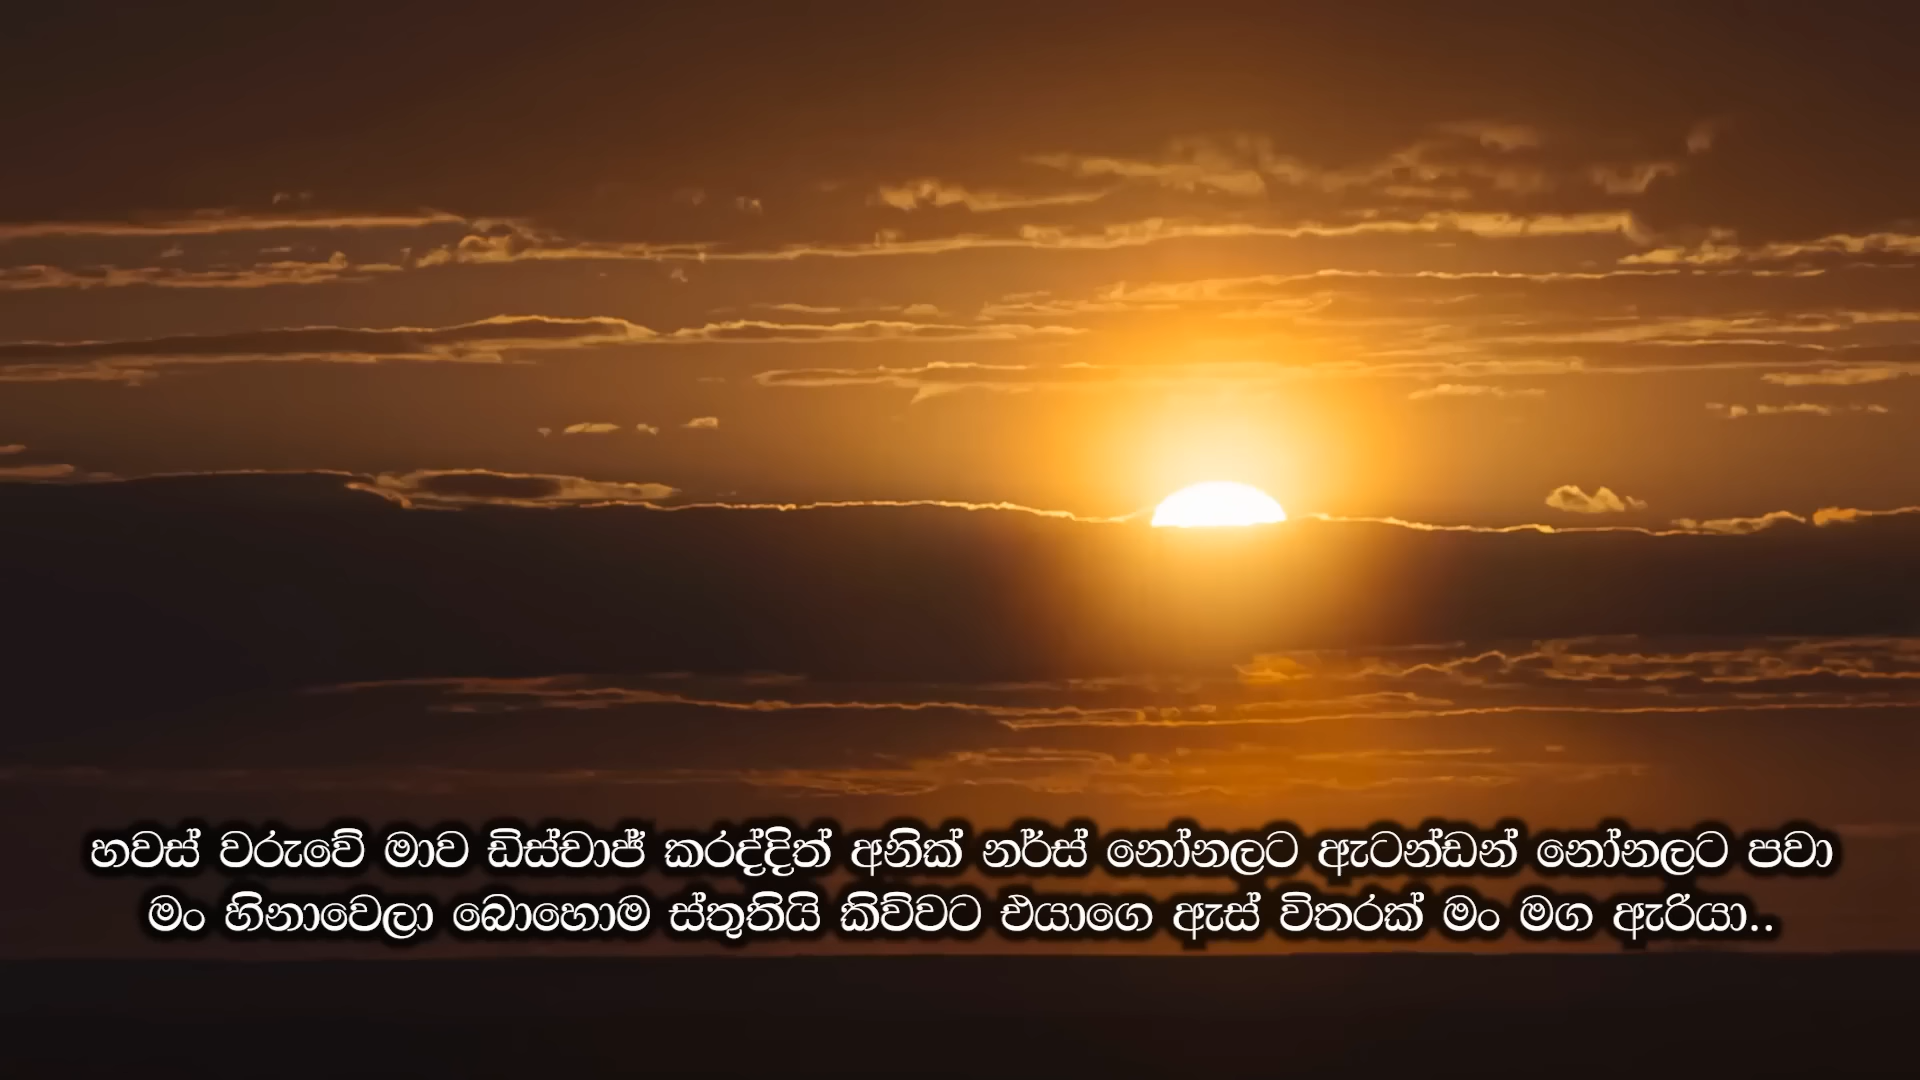 හවස් වරුවේ මාව ඩිස්චාජ් කරද්දිත් අනික් නර්ස් නෝනලට ඇටන්ඩන් නෝනලට පවා
මං හිනාවෙලා බොහොම ස්තුතියි කිව්වට එයාගෙ ඇස් විතරක් මං මග ඇරියා..